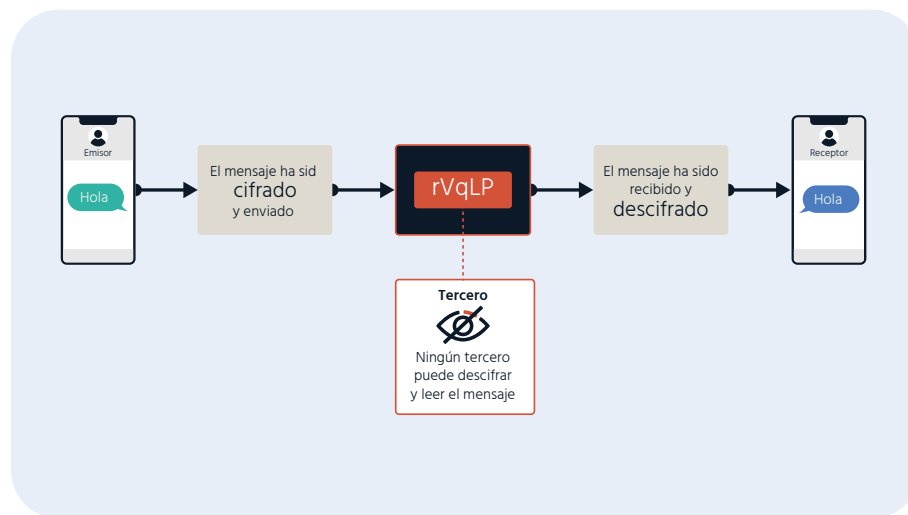 Emisor
Hola
El mensaje ha sid
cifrado
y enviado
rVqLP
El mensaje ha sido
recibido y
descifrado
Receptor
Hola
Tercero
Ningún tercero
puede descifrar
y leer el mensaje